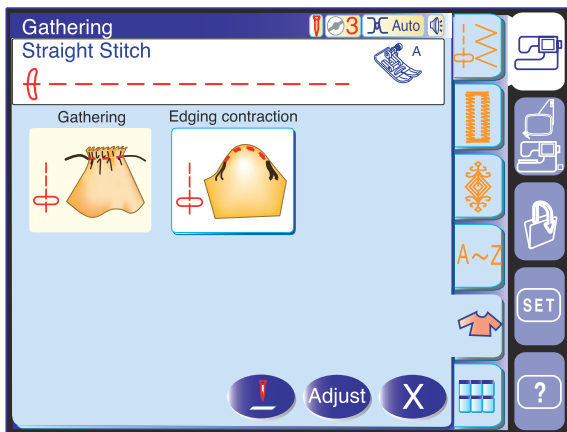 Gathering
3
Auto
Straight Stitch
A
Gathering
Edging contraction
A~Z
SET
Adjust
X
?